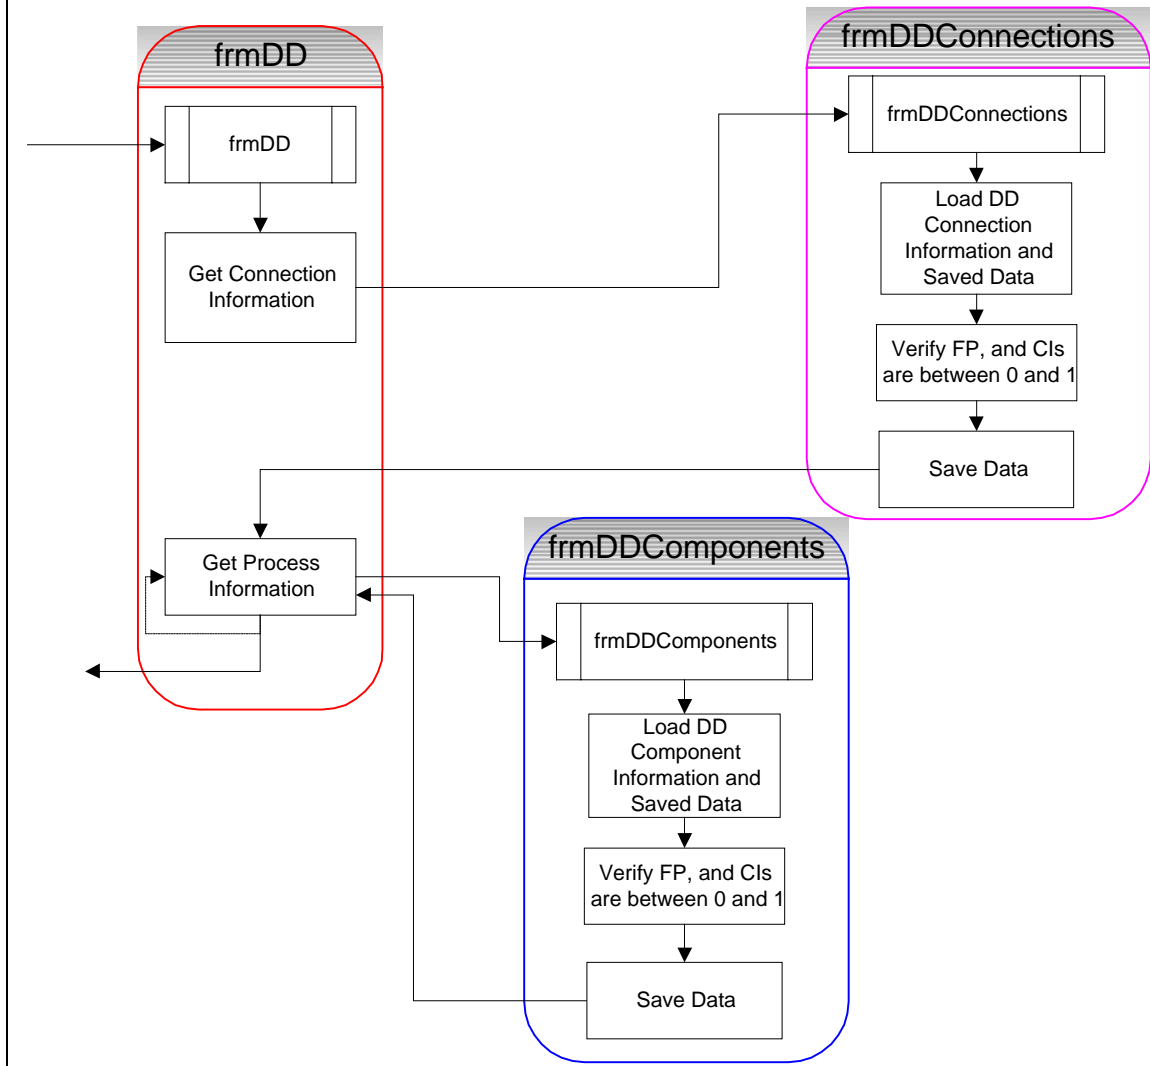 frmDD
frmDD
Get Connection
Information
Get Process
Information
frmDDConnections
frmDDConnections
Load DD
Connection
Information and
Saved Data
Verify FP, and CIs
are between 0 and 1
Save Data
frmDDComponents
frmDDComponents
Load DD
Component
Information and
Saved Data
Verify FP, and CIs
are between 0 and 1
Save Data